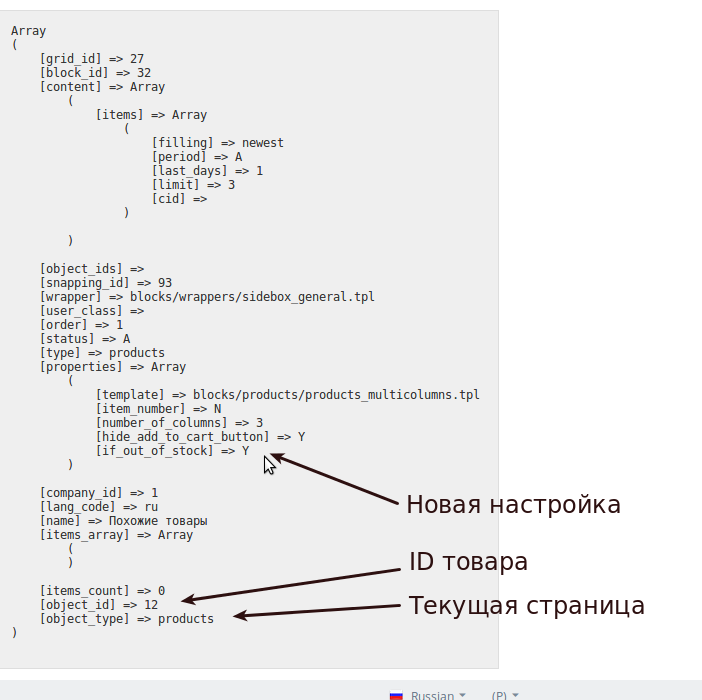 Array
(
[grid_id] => 27
[block_id] => 32
[content] => Array
(
[items] => Array
(
[filling] => newest
[period] => A
[last_days] => 1
[limit] => 3
[cid] =>
)
)
[object_ids] =>
[snapping_id] => 93
[wrapper] => blocks/wrappers/sidebox_general.tpl
[user_class] =>
[order] => 1
[status] => A
[type] => products
[properties] => Array
(
[template] => blocks/products/products_multicolumns.tpl
[item_number] => N
[number_of_columns] => 3
[hide_add_to_cart_button] => Y
[if_out_of_stock] => Y
)
[company_id] => 1
[lang_code] => ru
[name] => Похожие товары
[items_array] => Array
(
)
[items_count] => 0
[object_id] => 12
[object_type] => products
)
Новая настройка
ID товара
Текущая страница
Russian (P)